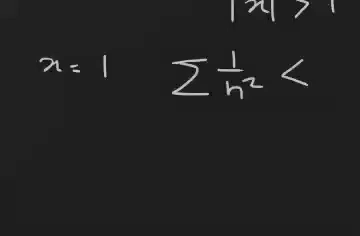 |x| > 1
x = 1 ∑ 1/n² <